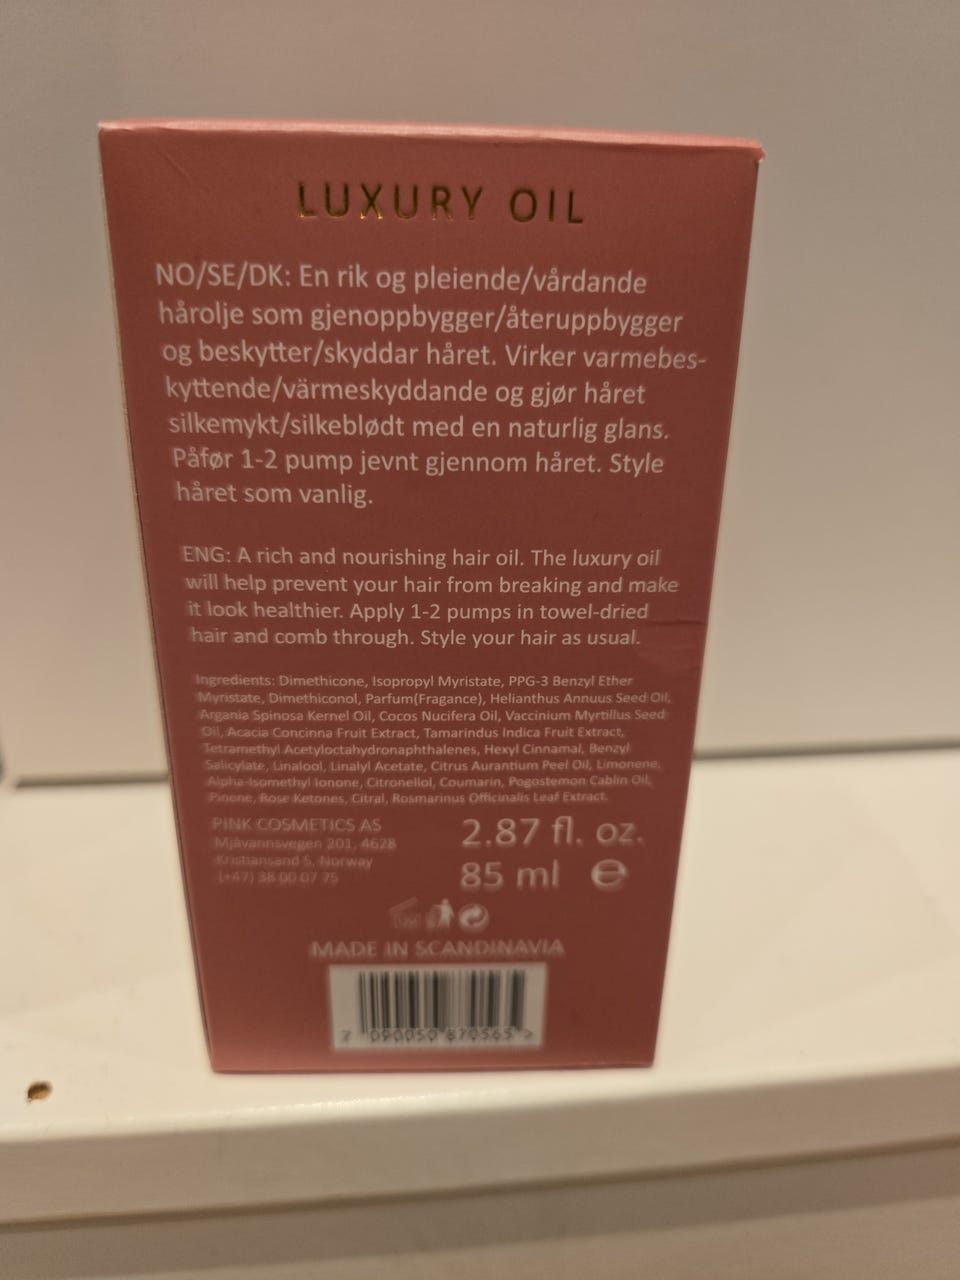 LUXURY OIL
NO/SE/DK: En rik og pleiende/vårdande
hårolje som gjenoppbygger/återuppbygger
og beskytter/skyddar håret. Virker varmebes-
kyttende/värmeskyddande og gjør håret
silkemykt/silkeblødt med en naturlig glans.
Påfør 1-2 pump jevnt gjennom håret. Style
håret som vanlig.
ENG: A rich and nourishing hair oil. The luxury oil
will help prevent your hair from breaking and make
it look healthier. Apply 1-2 pumps in towel-dried
hair and comb through. Style your hair as usual.
Ingredients: Dimethicone, Isopropyl Myristate, PPG-3 Benzyl Ether
Myristate, Dimethiconol, Parfum(Fragance), Helianthus Annuus Seed Oil,
Argania Spinosa Kernel Oil, Cocos Nucifera Oil, Vaccinium Myrtillus Seed
Oil, Acacia Concinna Fruit Extract, Tamarindus Indica Fruit Extract,
Tetramethyl Acetyloctahydronaphthalenes, Hexyl Cinnamal, Benzyl
Salicylate, Linalool, Linalyl Acetate, Citrus Aurantium Peel Oil, Limonene,
Alpha-Isomethyl Ionone, Citronellol, Coumarin, Pogostemon Cablin Oil,
Pinene, Rose Ketones, Citral, Rosmarinus Officinalis Leaf Extract.
PINK COSMETICS AS
Mjåvannsvegen 201, 4628
Kristiansand S, Norway
(+47) 38 00 07 75
2.87 fl. oz.
85 ml e
MADE IN SCANDINAVIA
7 090050 870565 >